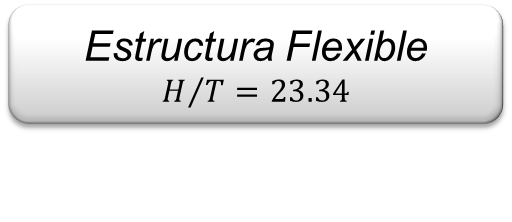 Estructura Flexible
H/T = 23.34